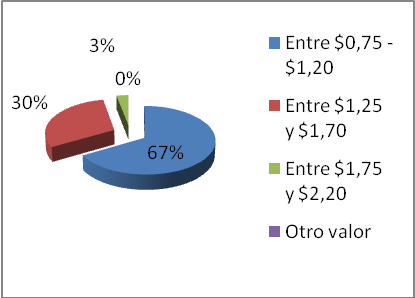 3%
0%
30%
67%
Entre $0,75 -
$1,20
Entre $1,25
y $1,70
Entre $1,75
y $2,20
Otro valor